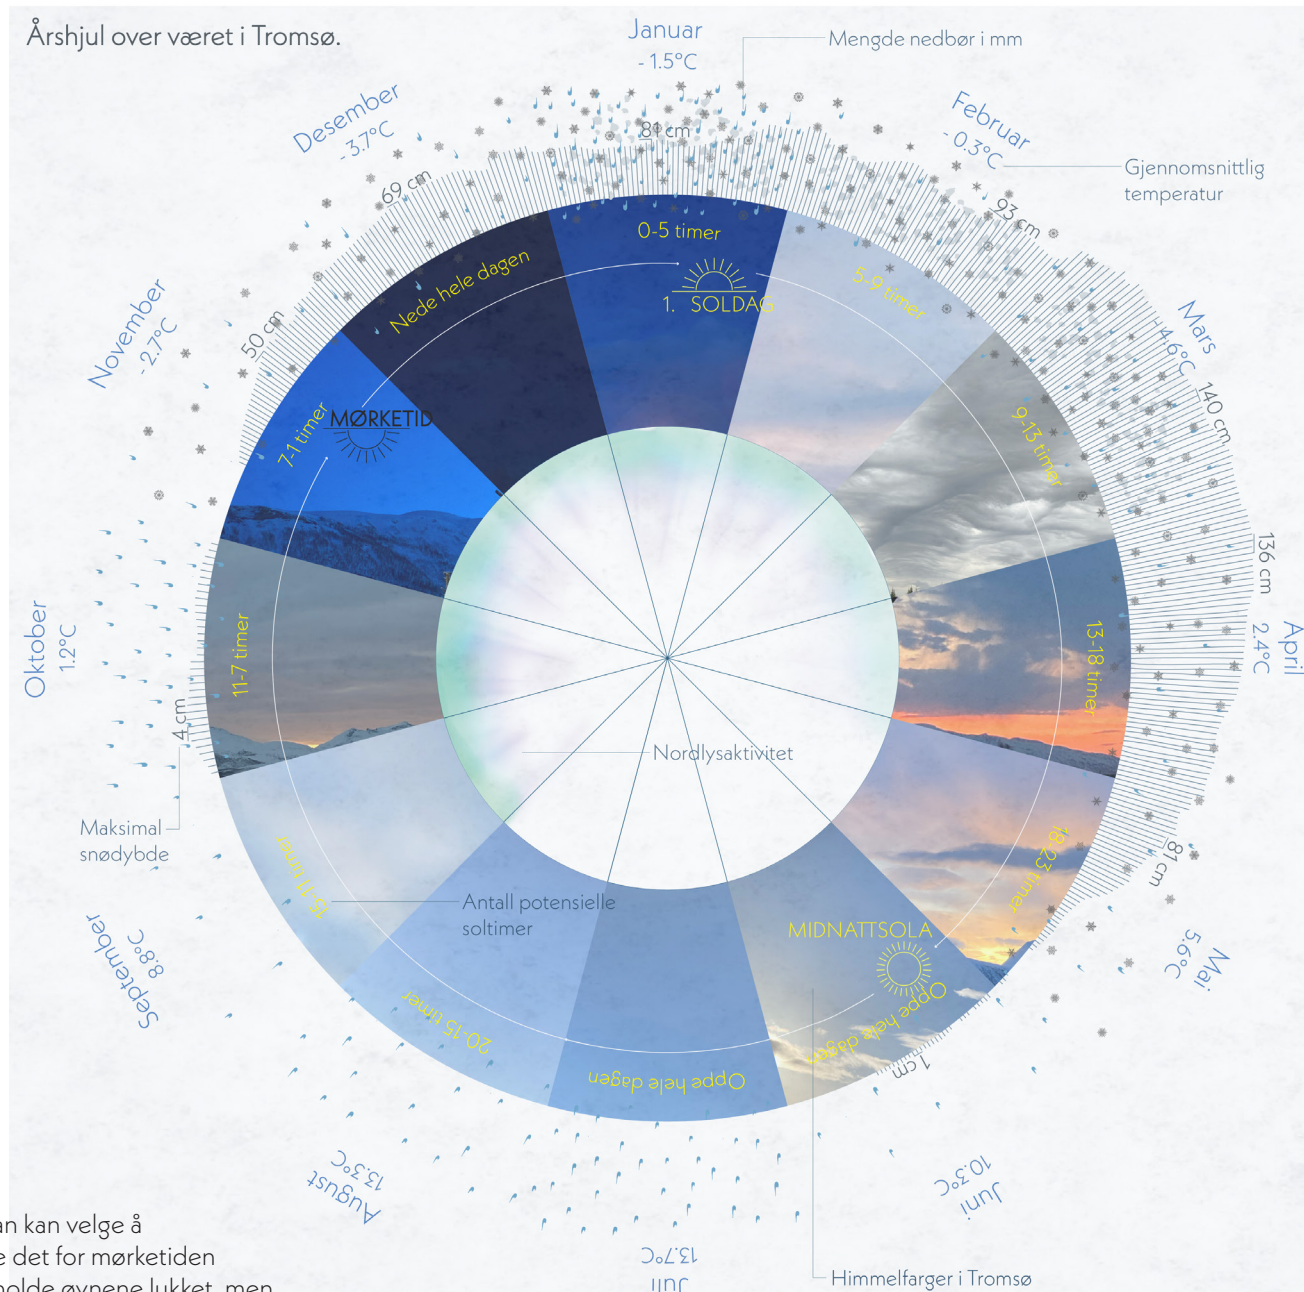 Årshjul over været i Tromsø.
Januar
- 1.5°C
Mengde nedbør i mm
81 cm
Februar
- 0.3°C
Gjennomsnittlig
temperatur
93 cm
Mars
-4.6°C
140 cm
136 cm
April
2.4°C
81 cm
Mai
5.6°C
1 cm
Juni
10.3°C
Himmelfarger i Tromsø
Juli
13.7°C
August
13.3°C
September
8.8°C
Maksimal
snødybde
4 cm
Oktober
1.2°C
November
- 2.7°C
50 cm
Desember
- 3.7°C
69 cm
0-5 timer
1. SOLDAG
5-9 timer
9-13 timer
13-18 timer
18-23 timer
MIDNATTSOLA
Oppe hele dagen
Oppe hele dagen
20-15 timer
15-11 timer
Antall potensielle
soltimer
11-7 timer
7-1 timer
MØRKETID
Nede hele dagen
Nordlysaktivitet
an kan velge å
e det for mørketiden
holde øynene lukket, men